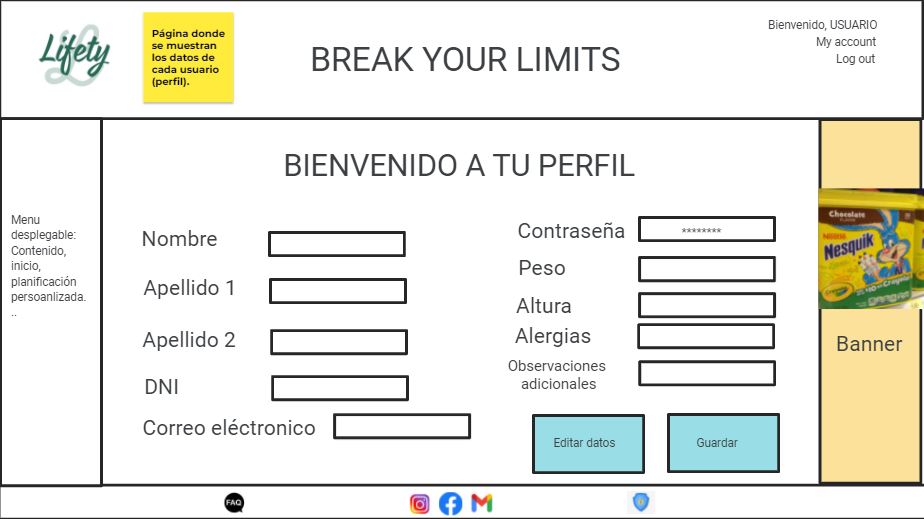 Lifety
Página donde
se muestran
los datos de
cada usuario
(perfil).
BREAK YOUR LIMITS
Bienvenido, USUARIO
My account
Log out
Menu
desplegable:
Contenido,
inicio,
planificación
persoanlizada.
..
BIENVENIDO A TU PERFIL
Nombre
Apellido 1
Apellido 2
DNI
Correo eléctronico
Contraseña
********
Peso
Altura
Alergias
Observaciones
adicionales
Editar datos
Guardar
Chocolate
Nestlé
Nesquik
Banner
FAQ